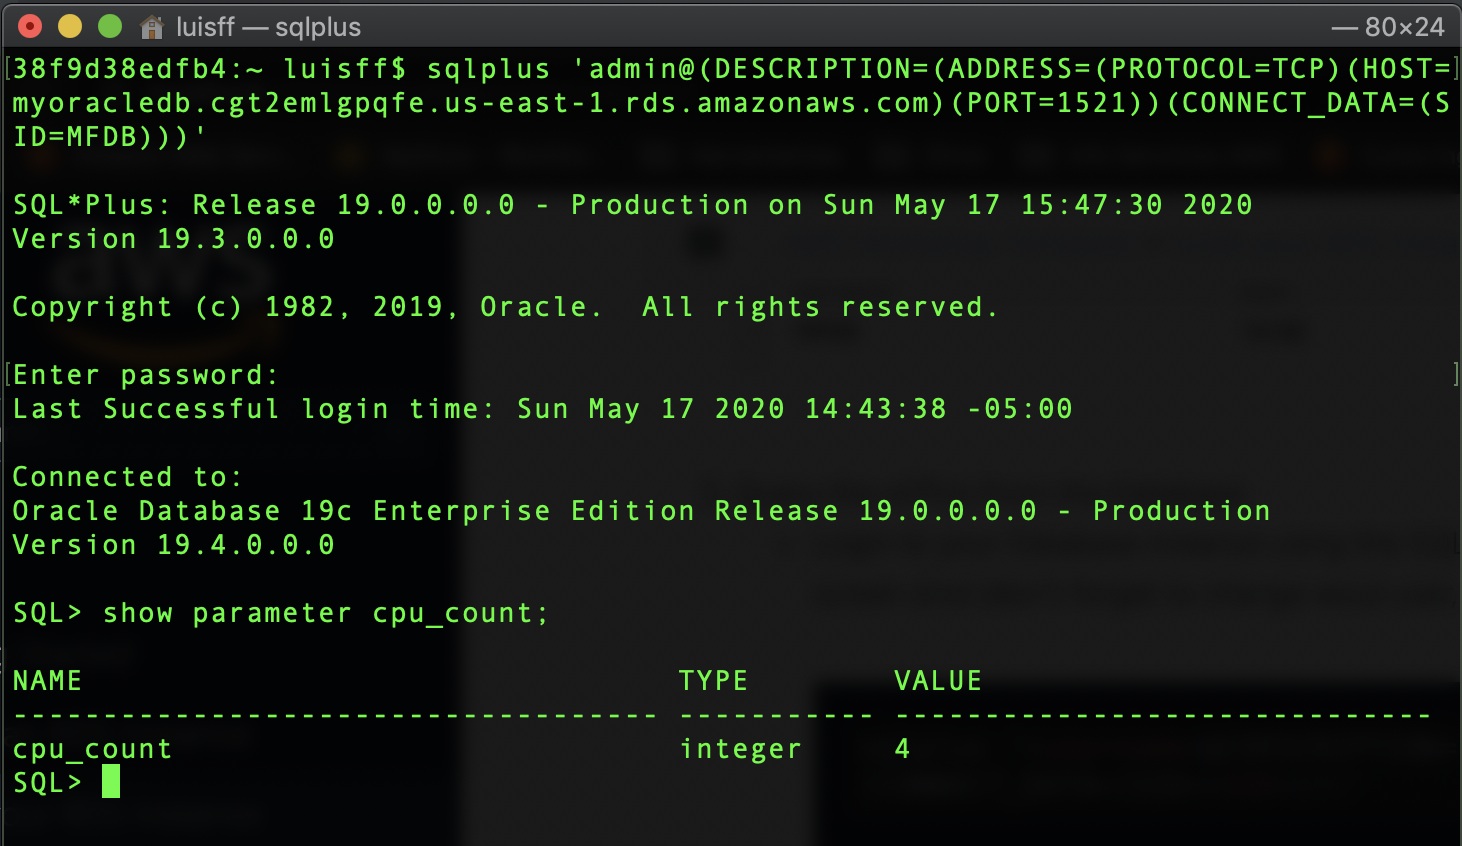 luisff — sqlplus — 80×24
38f9d38edfb4:~ luisff$ sqlplus 'admin@(DESCRIPTION=(ADDRESS=(PROTOCOL=TCP)(HOST=
myoracledb.cgt2emlgpqfe.us-east-1.rds.amazonaws.com)(PORT=1521))(CONNECT_DATA=(S
ID=MFDB)))'
SQL*Plus: Release 19.0.0.0.0 - Production on Sun May 17 15:47:30 2020
Version 19.3.0.0.0
Copyright (c) 1982, 2019, Oracle.  All rights reserved.
Enter password:
Last Successful login time: Sun May 17 2020 14:43:38 -05:00
Connected to:
Oracle Database 19c Enterprise Edition Release 19.0.0.0.0 - Production
Version 19.4.0.0.0
SQL> show parameter cpu_count;
NAME                                 TYPE        VALUE
------------------------------------ ----------- ------------------------------
cpu_count                            integer     4
SQL>